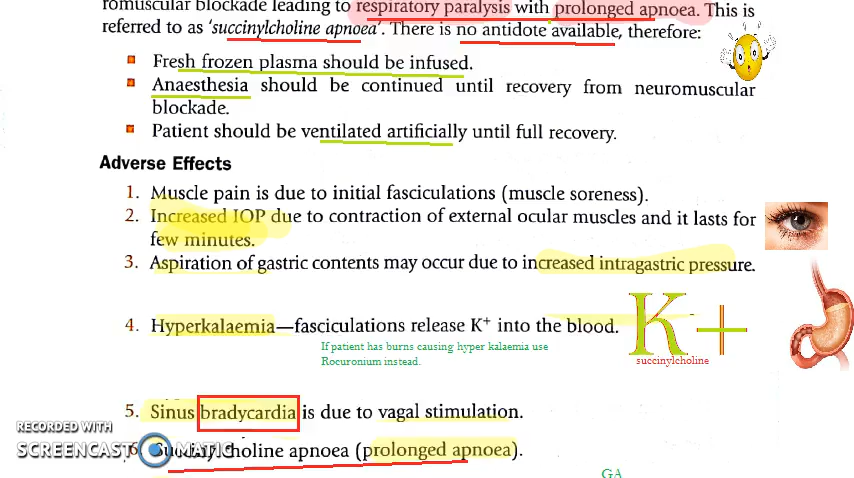 romuscular blockade leading to respiratory paralysis with prolonged apnoea. This is
referred to as 'succinylcholine apnoea'. There is no antidote available, therefore:
Fresh frozen plasma should be infused.
Anaesthesia should be continued until recovery from neuromuscular
blockade.
Patient should be ventilated artificially until full recovery.
Adverse Effects
1. Muscle pain is due to initial fasciculations (muscle soreness).
2. Increased IOP due to contraction of external ocular muscles and it lasts for
few minutes.
3. Aspiration of gastric contents may occur due to increased intragastric pressure.
4. Hyperkalaemia—fasciculations release K⁺ into the blood.
K+
succinylcholine
If patient has burns causing hyper kalaemia use
Rocuronium instead.
5. Sinus bradycardia is due to vagal stimulation.
RECORDED WITH
SCREENCAST MATIC
6. Succinylcholine apnoea (prolonged apnoea).
GA